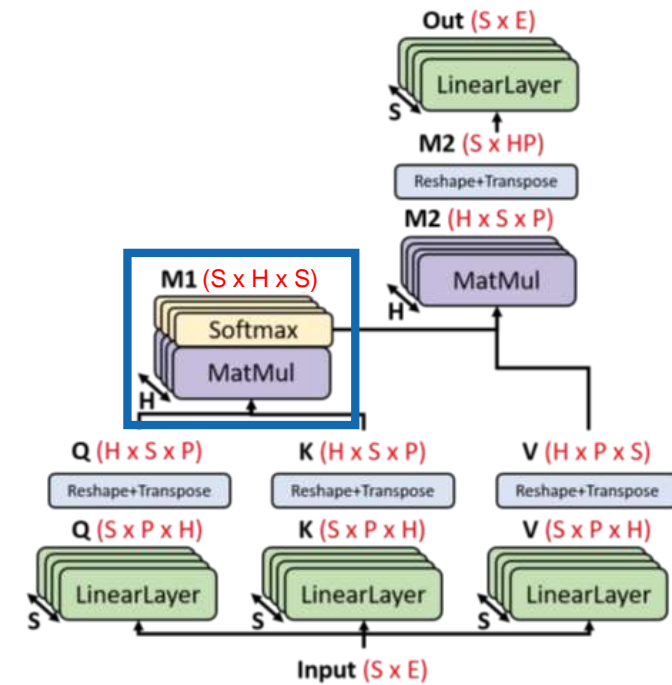 Out (S x E)
LinearLayer
S
M2 (S x HP)
Reshape+Transpose
M2 (H x S x P)
MatMul
H
M1 (S x H x S)
Softmax
MatMul
H
Q (H x S x P) K (H x S x P) V (H x P x S)
Reshape+Transpose Reshape+Transpose Reshape+Transpose
Q (S x P x H) K (S x P x H) V (S x P x H)
LinearLayer LinearLayer LinearLayer
S S S
Input (S x E)